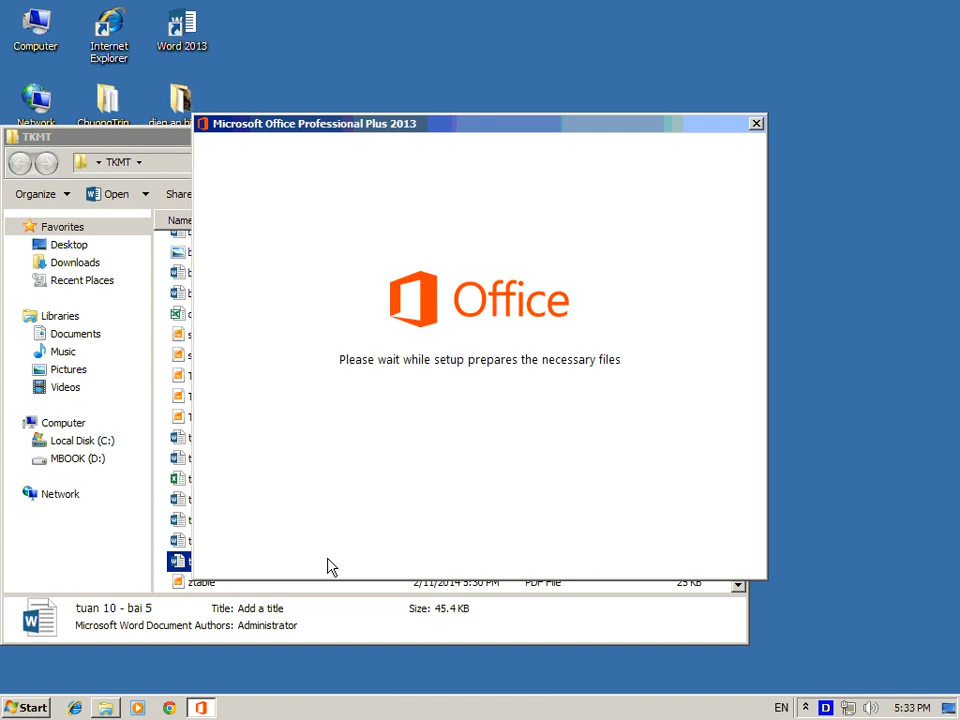 Computer
Internet Explorer
Word 2013
Network
ChuongTrin
TKMT
TKMT
Organize
Open
Share
Name
Favorites
Desktop
Downloads
Recent Places
Libraries
Documents
Music
Pictures
Videos
Computer
Local Disk (C:)
MBOOK (D:)
Network
Microsoft Office Professional Plus 2013
Office
Please wait while setup prepares the necessary files
ztable
2/11/2014 5:30 PM
PDF File
25 KB
tuan 10 - bai 5
Title: Add a title
Size: 45.4 KB
Microsoft Word Document
Authors: Administrator
Start
EN
D
5:33 PM